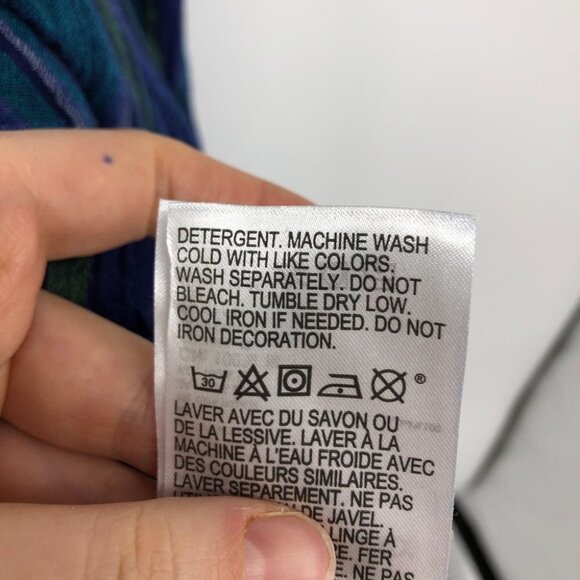 DETERGENT. MACHINE WASH
COLD WITH LIKE COLORS.
WASH SEPARATELY. DO NOT
BLEACH. TUMBLE DRY LOW.
COOL IRON IF NEEDED. DO NOT
IRON DECORATION.
30 ®
LAVER AVEC DU SAVON OU
DE LA LESSIVE. LAVER À LA
MACHINE À L'EAU FROIDE AVEC
DES COULEURS SIMILAIRES.
LAVER SEPAREMENT. NE PAS
DE JAVEL.
LINGE À
FER
NE PAS